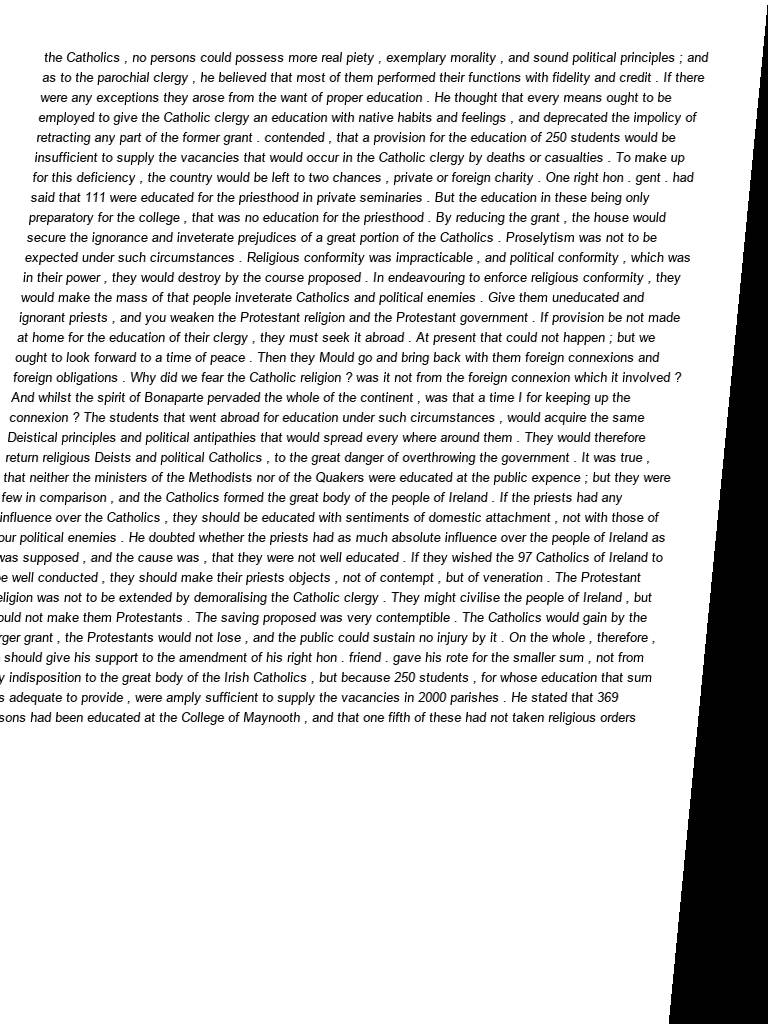 the Catholics , no persons could possess more real piety , exemplary morality , and sound political principles ; and
as to the parochial clergy , he believed that most of them performed their functions with fidelity and credit . If there
were any exceptions they arose from the want of proper education . He thought that every means ought to be
employed to give the Catholic clergy an education with native habits and feelings , and deprecated the impolicy of
retracting any part of the former grant . contended , that a provision for the education of 250 students would be
insufficient to supply the vacancies that would occur in the Catholic clergy by deaths or casualties . To make up
for this deficiency , the country would be left to two chances , private or foreign charity . One right hon . gent . had
said that 111 were educated for the priesthood in private seminaries . But the education in these being only
preparatory for the college , that was no education for the priesthood . By reducing the grant , the house would
secure the ignorance and inveterate prejudices of a great portion of the Catholics . Proselytism was not to be
expected under such circumstances . Religious conformity was impracticable , and political conformity , which was
in their power , they would destroy by the course proposed . In endeavouring to enforce religious conformity , they
would make the mass of that people inveterate Catholics and political enemies . Give them uneducated and
ignorant priests , and you weaken the Protestant religion and the Protestant government . If provision be not made
at home for the education of their clergy , they must seek it abroad . At present that could not happen ; but we
ought to look forward to a time of peace . Then they Mould go and bring back with them foreign connexions and
foreign obligations . Why did we fear the Catholic religion ? was it not from the foreign connexion which it involved ?
And whilst the spirit of Bonaparte pervaded the whole of the continent , was that a time I for keeping up the
connexion ? The students that went abroad for education under such circumstances , would acquire the same
Deistical principles and political antipathies that would spread every where around them . They would therefore
return religious Deists and political Catholics , to the great danger of overthrowing the government . It was true ,
that neither the ministers of the Methodists nor of the Quakers were educated at the public expence ; but they were
few in comparison , and the Catholics formed the great body of the people of Ireland . If the priests had any
influence over the Catholics , they should be educated with sentiments of domestic attachment , not with those of
our political enemies . He doubted whether the priests had as much absolute influence over the people of Ireland as
was supposed , and the cause was , that they were not well educated . If they wished the 97 Catholics of Ireland to
well conducted , they should make their priests objects , not of contempt , but of veneration . The Protestant
was not to be extended by demoralising the Catholic clergy . They might civilise the people of Ireland , but
not make them Protestants . The saving proposed was very contemptible . The Catholics would gain by the
grant , the Protestants would not lose , and the public could sustain no injury by it . On the whole , therefore ,
should give his support to the amendment of his right hon . friend . gave his rote for the smaller sum , not from
indisposition to the great body of the Irish Catholics , but because 250 students , for whose education that sum
adequate to provide , were amply sufficient to supply the vacancies in 2000 parishes . He stated that 369
had been educated at the College of Maynooth , and that one fifth of these had not taken religious orders